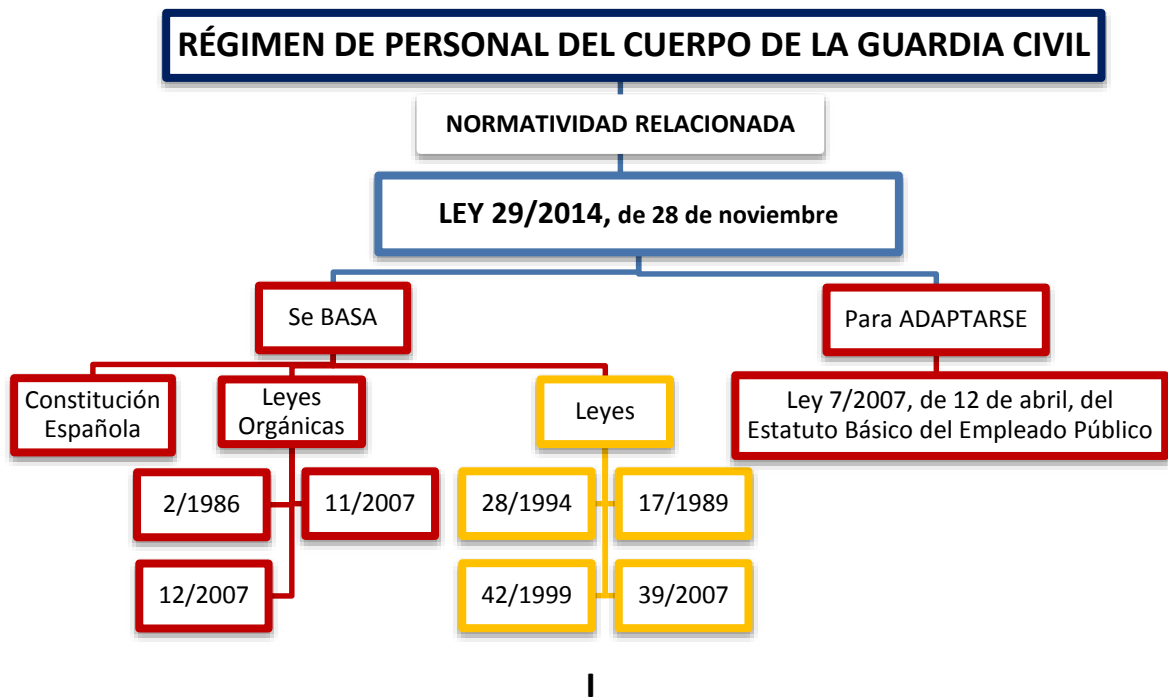 RÉGIMEN DE PERSONAL DEL CUERPO DE LA GUARDIA CIVIL
NORMATIVIDAD RELACIONADA
LEY 29/2014, de 28 de noviembre
Se BASA
Para ADAPTARSE
Constitución
Española
Leyes
Orgánicas
Leyes
Ley 7/2007, de 12 de abril, del
Estatuto Básico del Empleado Público
2/1986
11/2007
28/1994
17/1989
12/2007
42/1999
39/2007
I